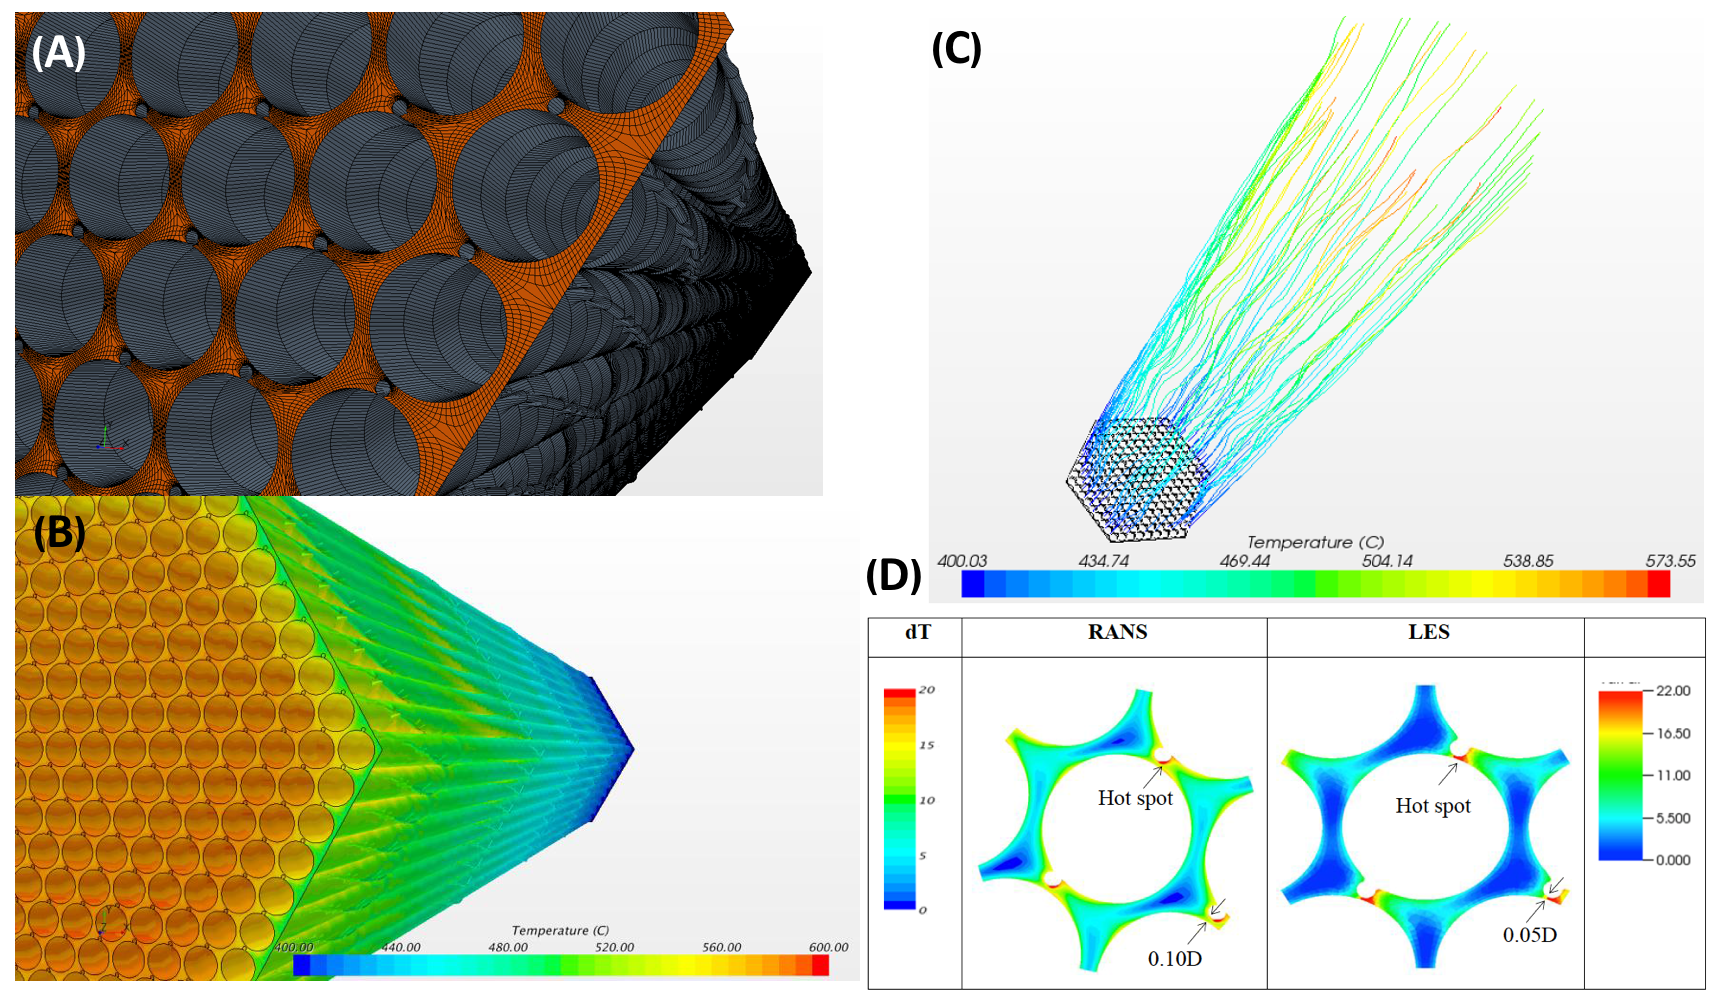 (A)
(B)
Temperature (C)
400.00 440.00 480.00 520.00 560.00 600.00
(C)
Temperature (C)
400.03 434.74 469.44 504.14 538.85 573.55
(D)
dT RANS LES
20
15
10
5
0
Hot spot
0.10D
Hot spot
0.05D
22.00
16.50
11.00
5.500
0.000